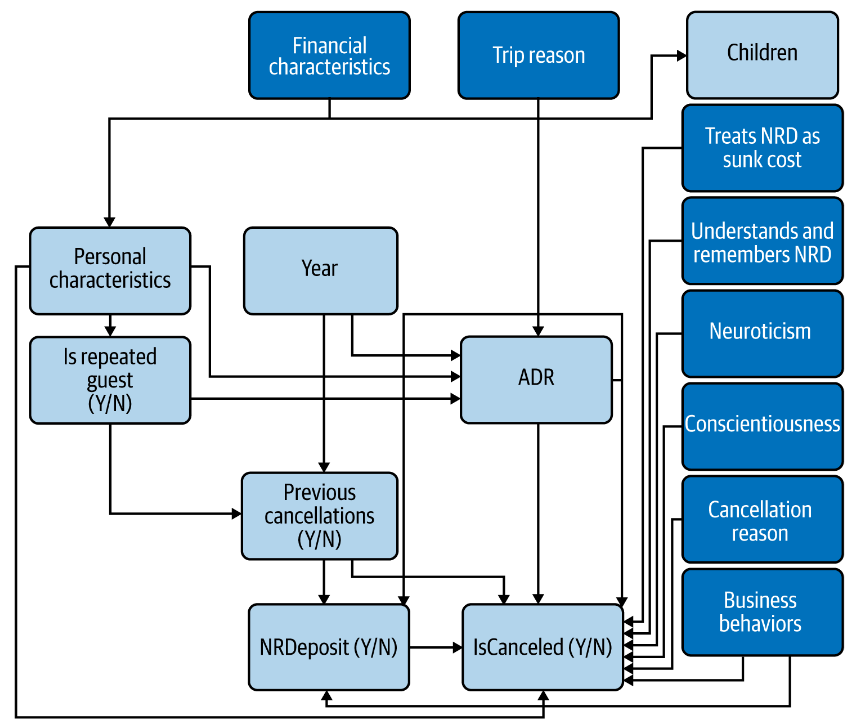 Financial
characteristics
Trip reason
Children
Treats NRD as
sunk cost
Understands and
remembers NRD
Personal
characteristics
Year
Neuroticism
Is repeated
guest
(Y/N)
ADR
Conscientiousness
Previous
cancellations
(Y/N)
Cancellation
reason
Business
behaviors
NRDeposit (Y/N)
IsCanceled (Y/N)